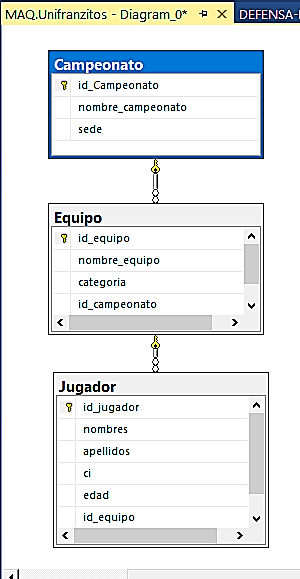 MAQ.Unifranzitos - Diagram_0*
DEFENSA-
Campeonato
id_Campeonato
nombre_campeonato
sede
Equipo
id_equipo
nombre_equipo
categoria
id_campeonato
Jugador
id_jugador
nombres
apellidos
ci
edad
id_equipo